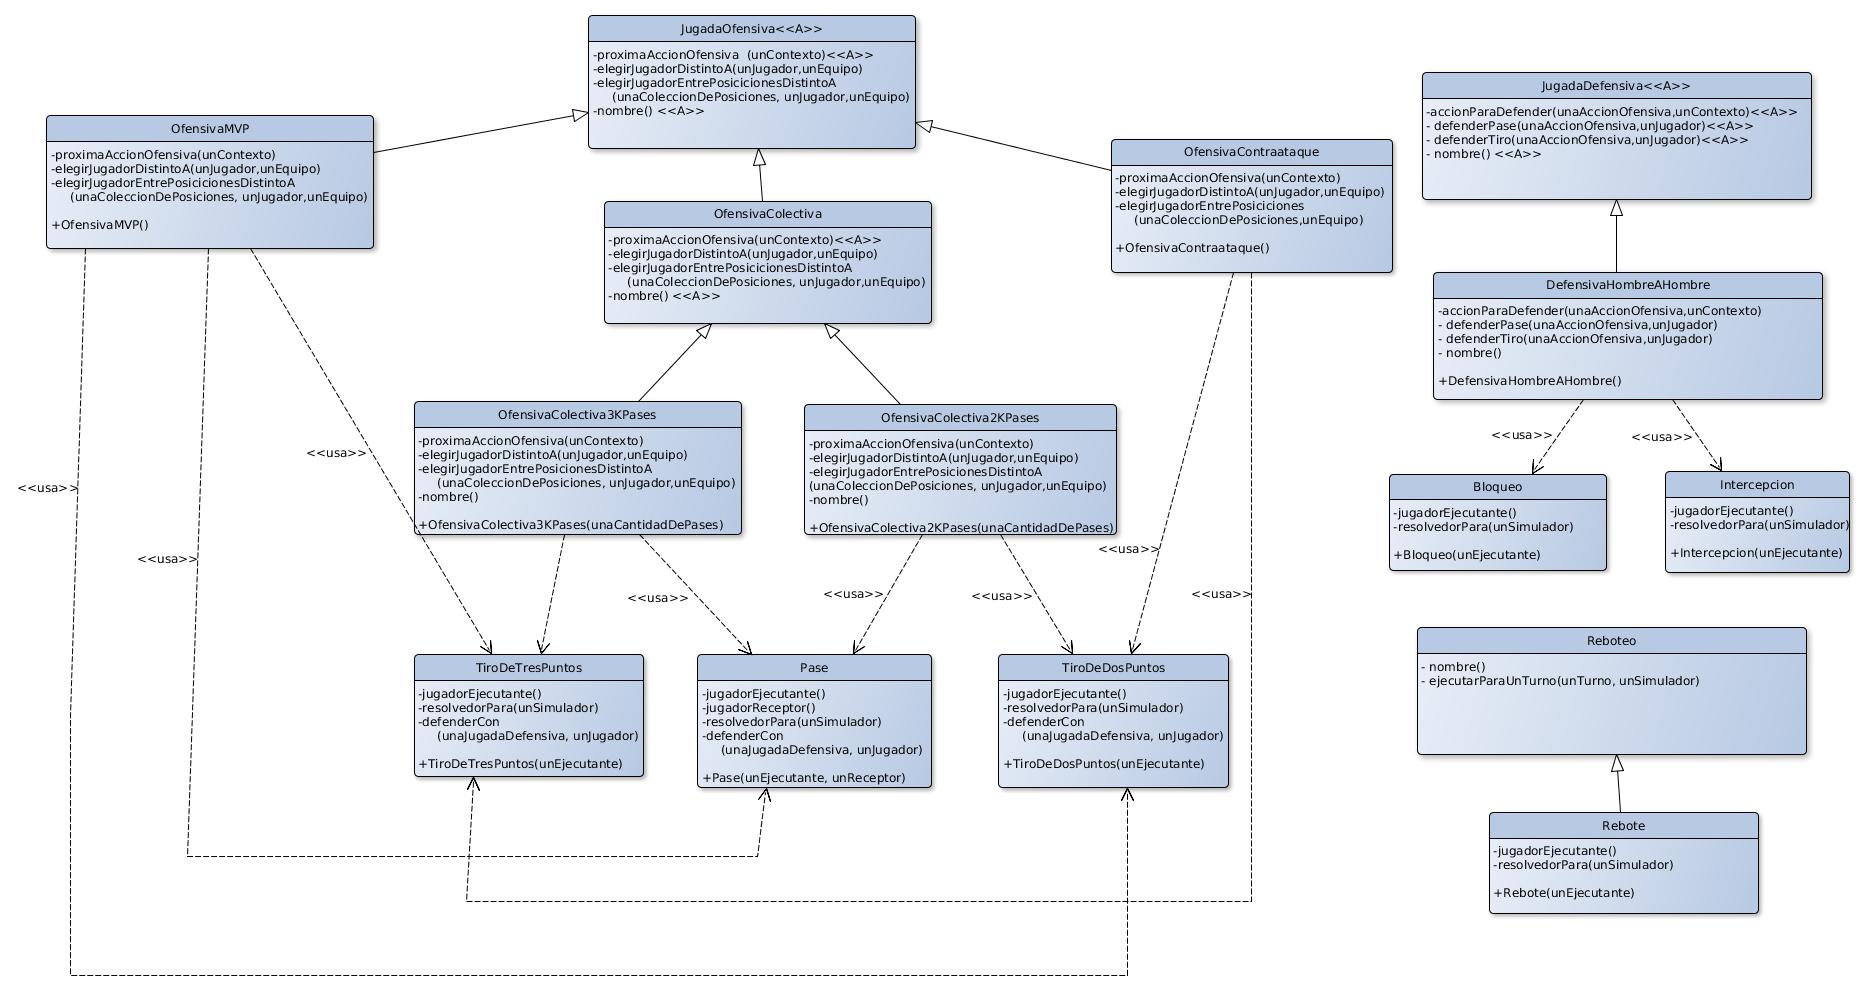 JugadaOfensiva<<A>>
-proximaAccionOfensiva  (unContexto)<<A>>
-elegirJugadorDistintoA(unJugador,unEquipo)
-elegirJugadorEntrePosicicionesDistintoA
(unaColeccionDePosiciones, unJugador,unEquipo)
-nombre() <<A>>
JugadaDefensiva<<A>>
-accionParaDefender(unaAccionOfensiva,unContexto)<<A>>
- defenderPase(unaAccionOfensiva,unJugador)<<A>>
- defenderTiro(unaAccionOfensiva,unJugador)<<A>>
- nombre() <<A>>
OfensivaMVP
-proximaAccionOfensiva(unContexto)
-elegirJugadorDistintoA(unJugador,unEquipo)
-elegirJugadorEntrePosicicionesDistintoA
(unaColeccionDePosiciones, unJugador,unEquipo)
+OfensivaMVP()
OfensivaContraataque
-proximaAccionOfensiva(unContexto)
-elegirJugadorDistintoA(unJugador,unEquipo)
-elegirJugadorEntrePosiciciones
(unaColeccionDePosiciones,unEquipo)
+OfensivaContraataque()
OfensivaColectiva
-proximaAccionOfensiva(unContexto)<<A>>
-elegirJugadorDistintoA(unJugador,unEquipo)
-elegirJugadorEntrePosicicionesDistintoA
(unaColeccionDePosiciones, unJugador,unEquipo)
-nombre() <<A>>
DefensivaHombreAHombre
-accionParaDefender(unaAccionOfensiva,unContexto)
- defenderPase(unaAccionOfensiva,unJugador)
- defenderTiro(unaAccionOfensiva,unJugador)
- nombre()
+DefensivaHombreAHombre()
OfensivaColectiva3KPases
-proximaAccionOfensiva(unContexto)
-elegirJugadorDistintoA(unJugador,unEquipo)
-elegirJugadorEntrePosicionesDistintoA
(unaColeccionDePosiciones, unJugador,unEquipo)
-nombre()
+OfensivaColectiva3KPases(unaCantidadDePases)
OfensivaColectiva2KPases
-proximaAccionOfensiva(unContexto)
-elegirJugadorDistintoA(unJugador,unEquipo)
-elegirJugadorEntrePosicionesDistintoA
(unaColeccionDePosiciones, unJugador,unEquipo)
-nombre()
+OfensivaColectiva2KPases(unaCantidadDePases)
<<usa>>
<<usa>>
<<usa>>
<<usa>>
<<usa>>
Bloqueo
-jugadorEjecutante()
-resolvedorPara(unSimulador)
+Bloqueo(unEjecutante)
Intercepcion
-jugadorEjecutante()
-resolvedorPara(unSimulador)
+Intercepcion(unEjecutante)
<<usa>>
<<usa>>
<<usa>>
<<usa>>
<<usa>>
TiroDeTresPuntos
-jugadorEjecutante()
-resolvedorPara(unSimulador)
-defenderCon
(unaJugadaDefensiva, unJugador)
+TiroDeTresPuntos(unEjecutante)
Pase
-jugadorEjecutante()
-jugadorReceptor()
-resolvedorPara(unSimulador)
-defenderCon
(unaJugadaDefensiva, unJugador)
+Pase(unEjecutante, unReceptor)
TiroDeDosPuntos
-jugadorEjecutante()
-resolvedorPara(unSimulador)
-defenderCon
(unaJugadaDefensiva, unJugador)
+TiroDeDosPuntos(unEjecutante)
Reboteo
- nombre()
- ejecutarParaUnTurno(unTurno, unSimulador)
Rebote
-jugadorEjecutante()
-resolvedorPara(unSimulador)
+Rebote(unEjecutante)